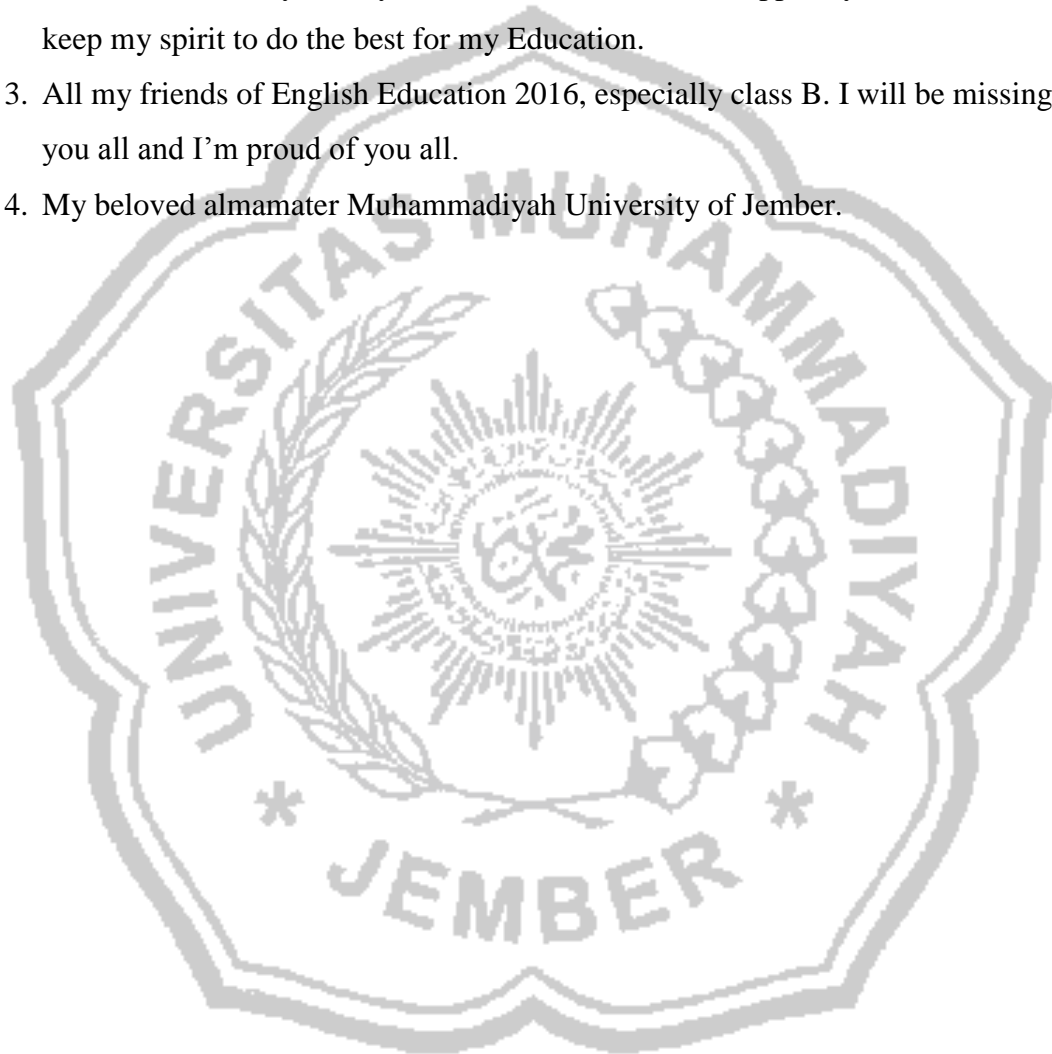 keep my spirit to do the best for my Education.
3. All my friends of English Education 2016, especially class B. I will be missing
you all and I’m proud of you all.
4. My beloved almamater Muhammadiyah University of Jember.
UNIVERSITAS MUHAMMADIYAH
* JEMBER *